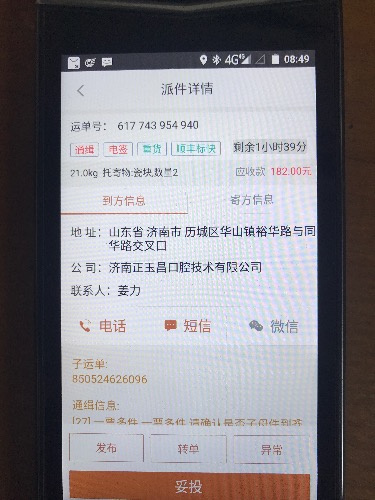 4G 08:49
派件详情
运单号： 617 743 954 940
通缉 电签 重货 顺丰标快 剩余1小时39分
21.0kg 托寄物:瓷块,数量2 应收款 182.00元
到方信息 寄方信息
地 址： 山东省 济南市 历城区华山镇裕华路与同
华路交叉口
公 司： 济南正玉昌口腔技术有限公司
联系人： 姜力
电话 短信 微信
子运单:
850524626096
通缉信息:
[27]一票多件,一票多件,请确认是否子母件到齐
发布 转单 异常
妥投